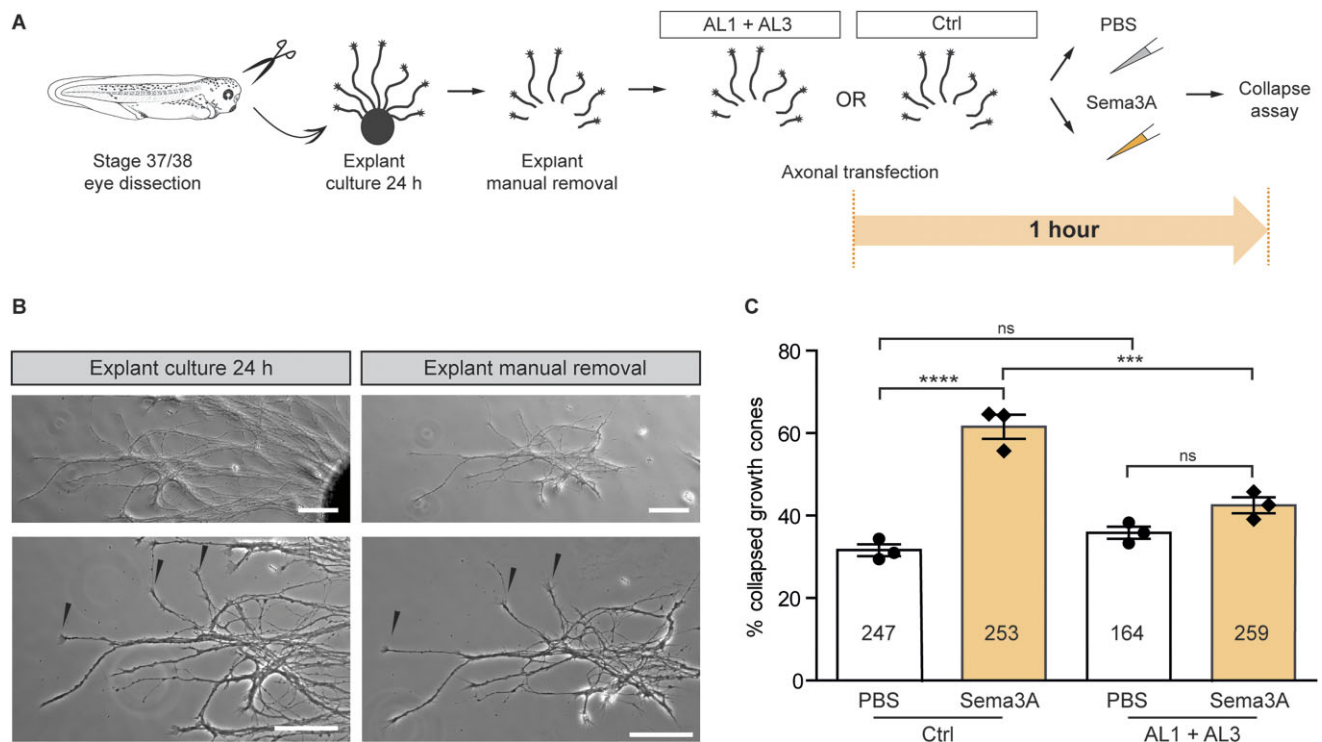 A
Stage 37/38
eye dissection
Explant
culture 24 h
Explant
manual removal
AL1 + AL3
OR
Ctrl
Axonal transfection
PBS
Sema3A
Collapse
assay
1 hour
B
Explant culture 24 h
Explant manual removal
C
% collapsed growth cones
80
60
40
20
0
ns
****
***
ns
247
253
164
259
PBS
Sema3A
PBS
Sema3A
Ctrl
AL1 + AL3